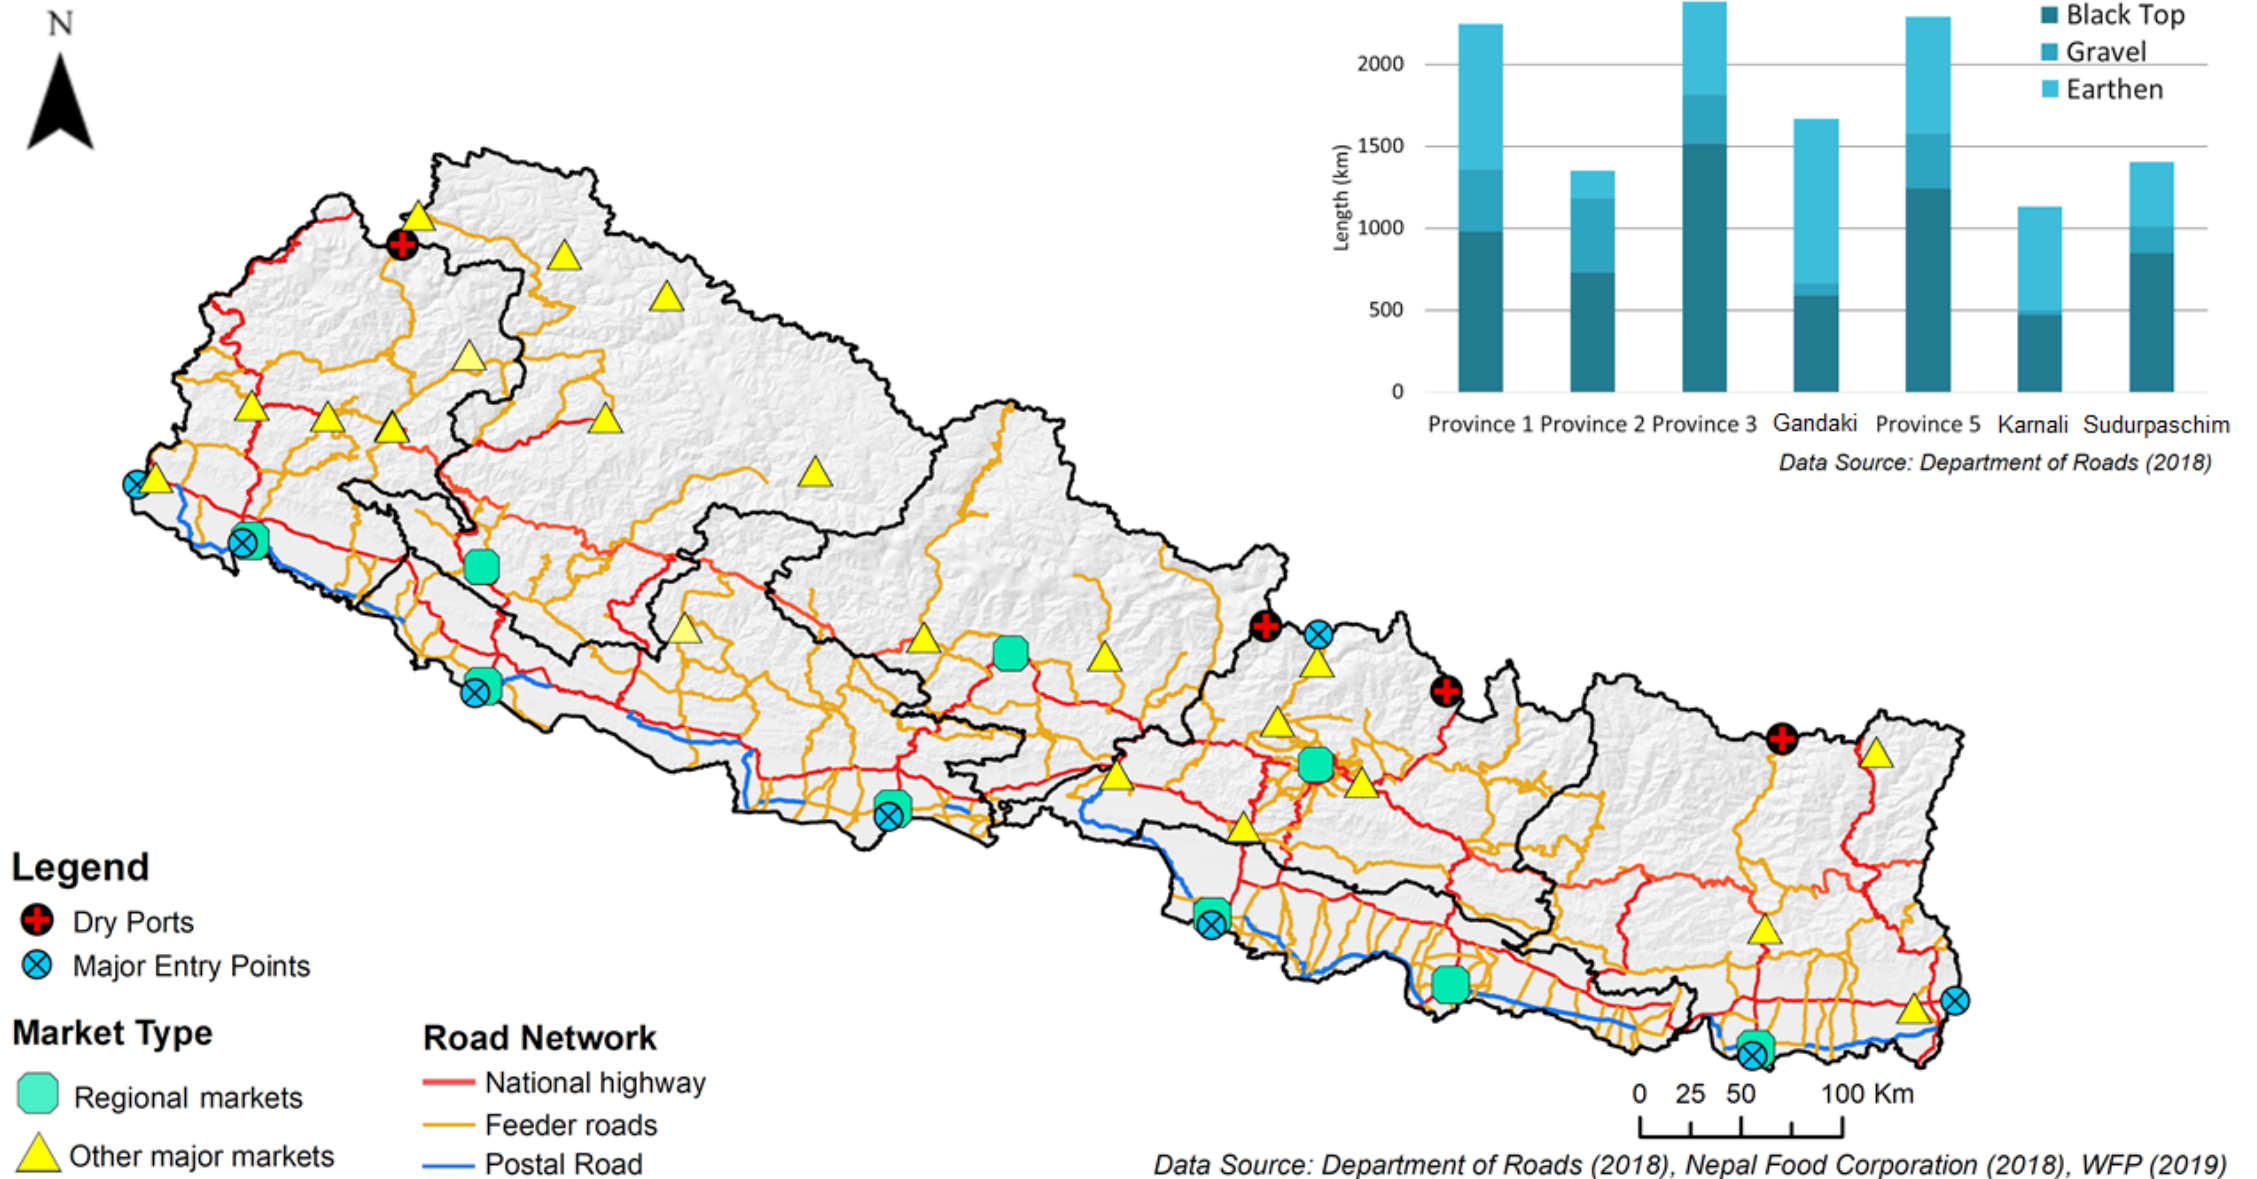 N
Black Top
Gravel
Earthen
Length (km)
2000
1500
1000
500
0
Province 1 Province 2 Province 3 Gandaki Province 5 Karnali Sudurpaschim
Data Source: Department of Roads (2018)
Legend
Dry Ports
Major Entry Points
Market Type
Regional markets
Other major markets
Road Network
National highway
Feeder roads
Postal Road
0 25 50 100 Km
Data Source: Department of Roads (2018), Nepal Food Corporation (2018), WFP (2019)